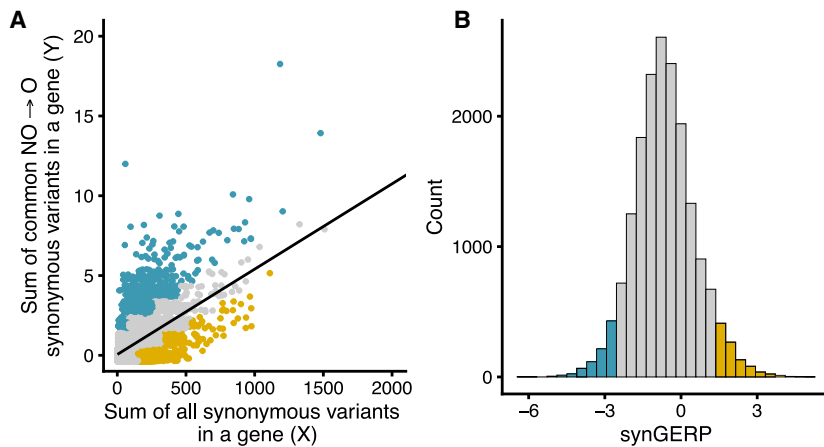 A
Sum of common NO → O
synonymous variants in a gene (Y)
20
15
10
5
0
0
500
1000
1500
2000
Sum of all synonymous variants
in a gene (X)
B
Count
2000
1000
0
−6
−3
0
3
synGERP